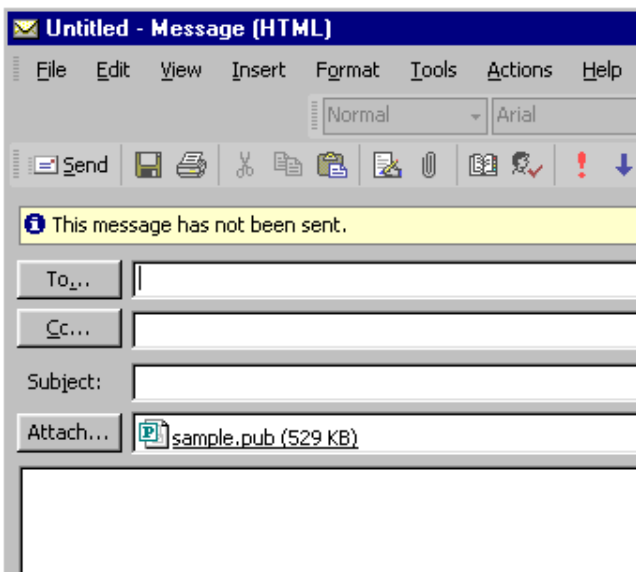 Untitled - Message (HTML)
File Edit View Insert Format Tools Actions Help
Normal Arial
Send
This message has not been sent.
To...
Cc...
Subject:
Attach... sample.pub (529 KB)